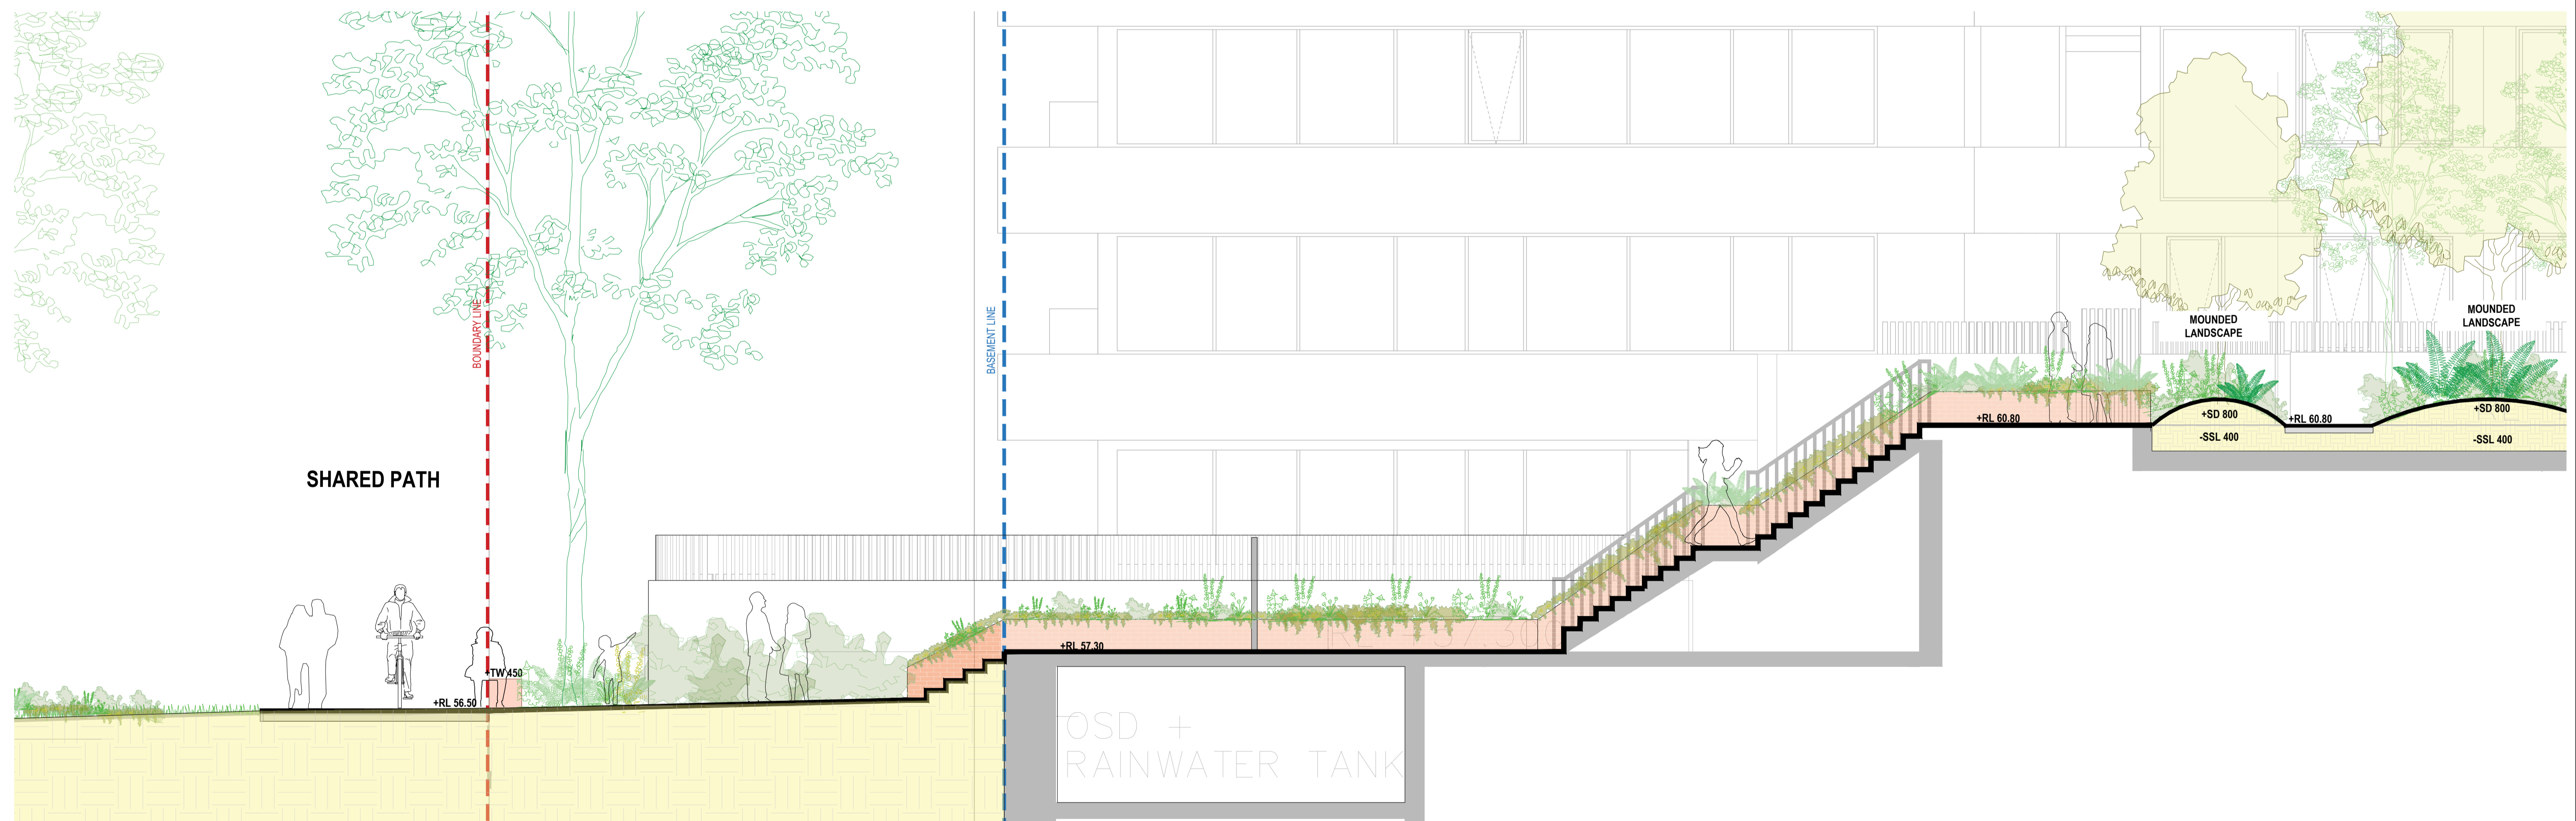 BOUNDARY LINE
BASEMENT LINE
MOUNDED
LANDSCAPE
MOUNDED
LANDSCAPE
+SD 800
+SD 800
+RL 60.80
+RL 60.80
-SSL 400
-SSL 400
SHARED PATH
+RL 57.30
+TW 450
+RL 56.50
OSD +
RAINWATER TANK